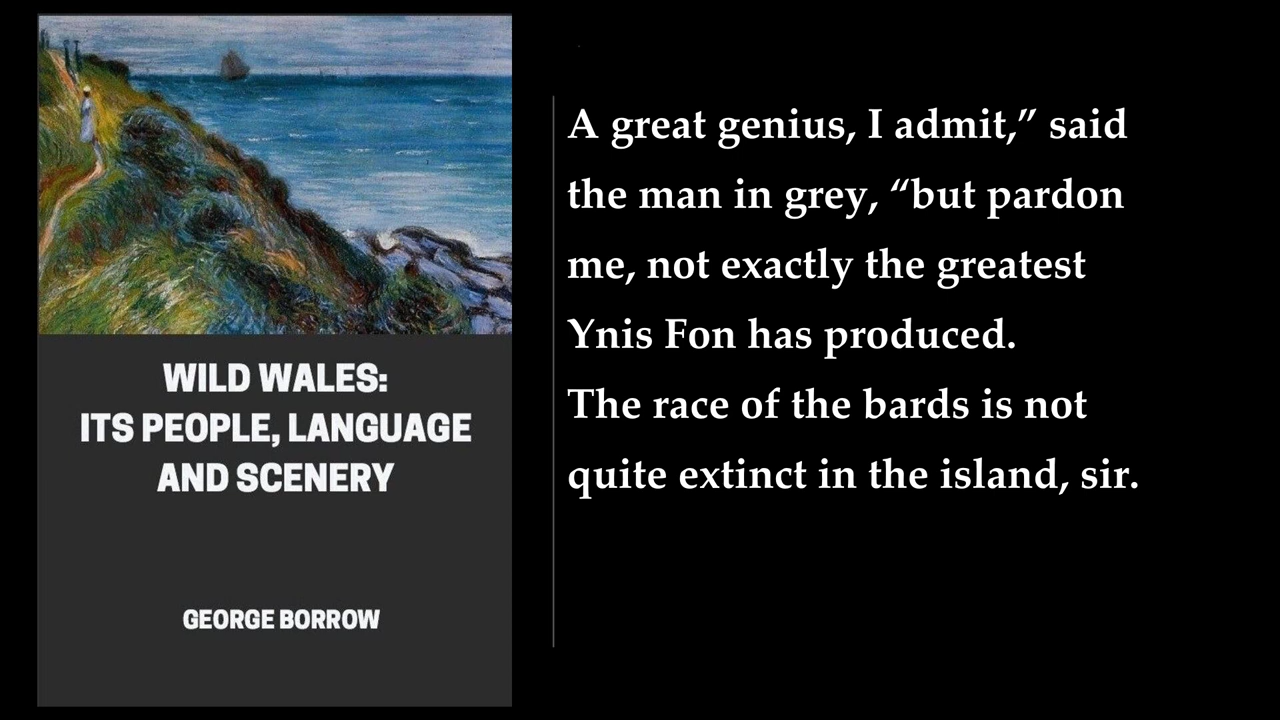 WILD WALES:
ITS PEOPLE, LANGUAGE
AND SCENERY
GEORGE BORROW
A great genius, I admit,” said
the man in grey, “but pardon
me, not exactly the greatest
Ynis Fon has produced.
The race of the bards is not
quite extinct in the island, sir.